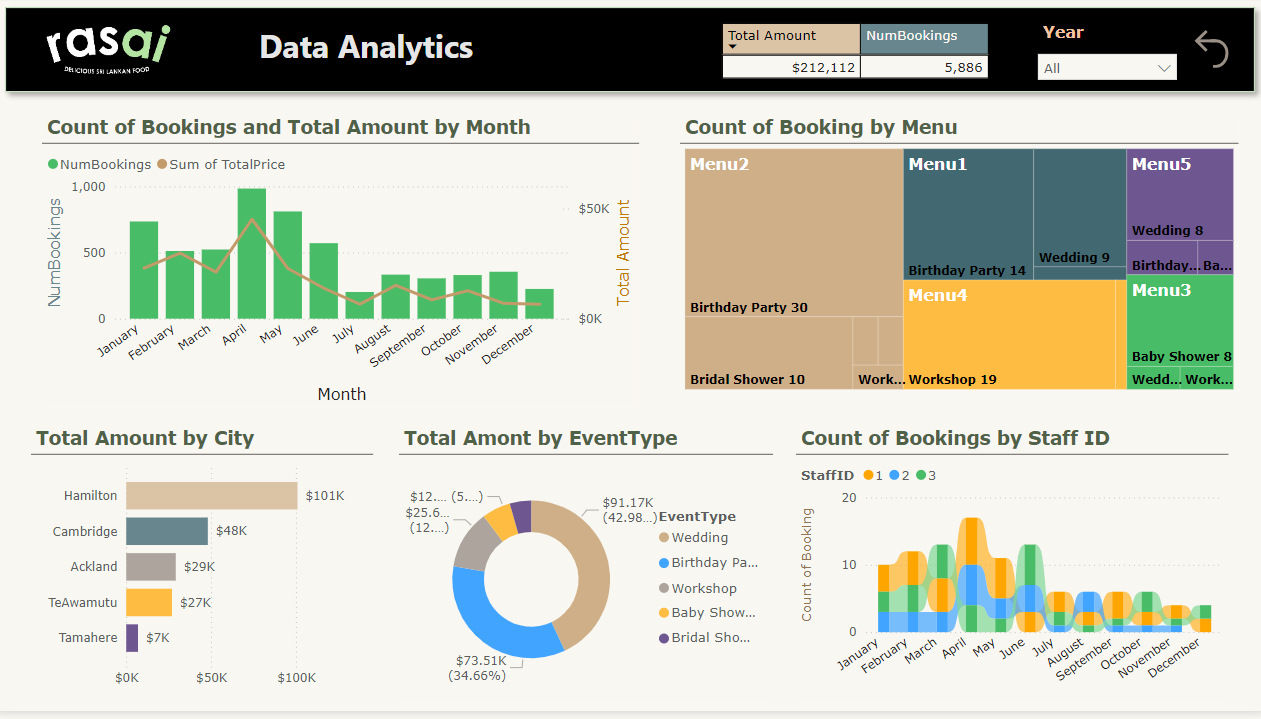 rasai
DELICIOUS SRI LANKAN FOOD
Data Analytics
Total Amount
NumBookings
$212,112
5,886
Year
All
Count of Bookings and Total Amount by Month
NumBookings
Sum of TotalPrice
1,000
500
0
NumBookings
$50K
$0K
Total Amount
January
February
March
April
May
June
July
August
September
October
November
December
Month
Count of Booking by Menu
Menu2
Birthday Party 30
Bridal Shower 10
Work...
Menu1
Birthday Party 14
Wedding 9
Menu4
Workshop 19
Menu5
Wedding 8
Birthday...
Ba...
Menu3
Baby Shower 8
Wedd...
Work...
Total Amount by City
Hamilton
$101K
Cambridge
$48K
Ackland
$29K
TeAwamutu
$27K
Tamahere
$7K
$0K
$50K
$100K
Total Amont by EventType
$12.... (5....)
$25.6...
(12....)
$91.17K
(42.98...)
$73.51K
(34.66%)
EventType
Wedding
Birthday Pa...
Workshop
Baby Show...
Bridal Sho...
Count of Bookings by Staff ID
StaffID
1
2
3
20
10
0
Count of Booking
January
February
March
April
May
June
July
August
September
October
November
December